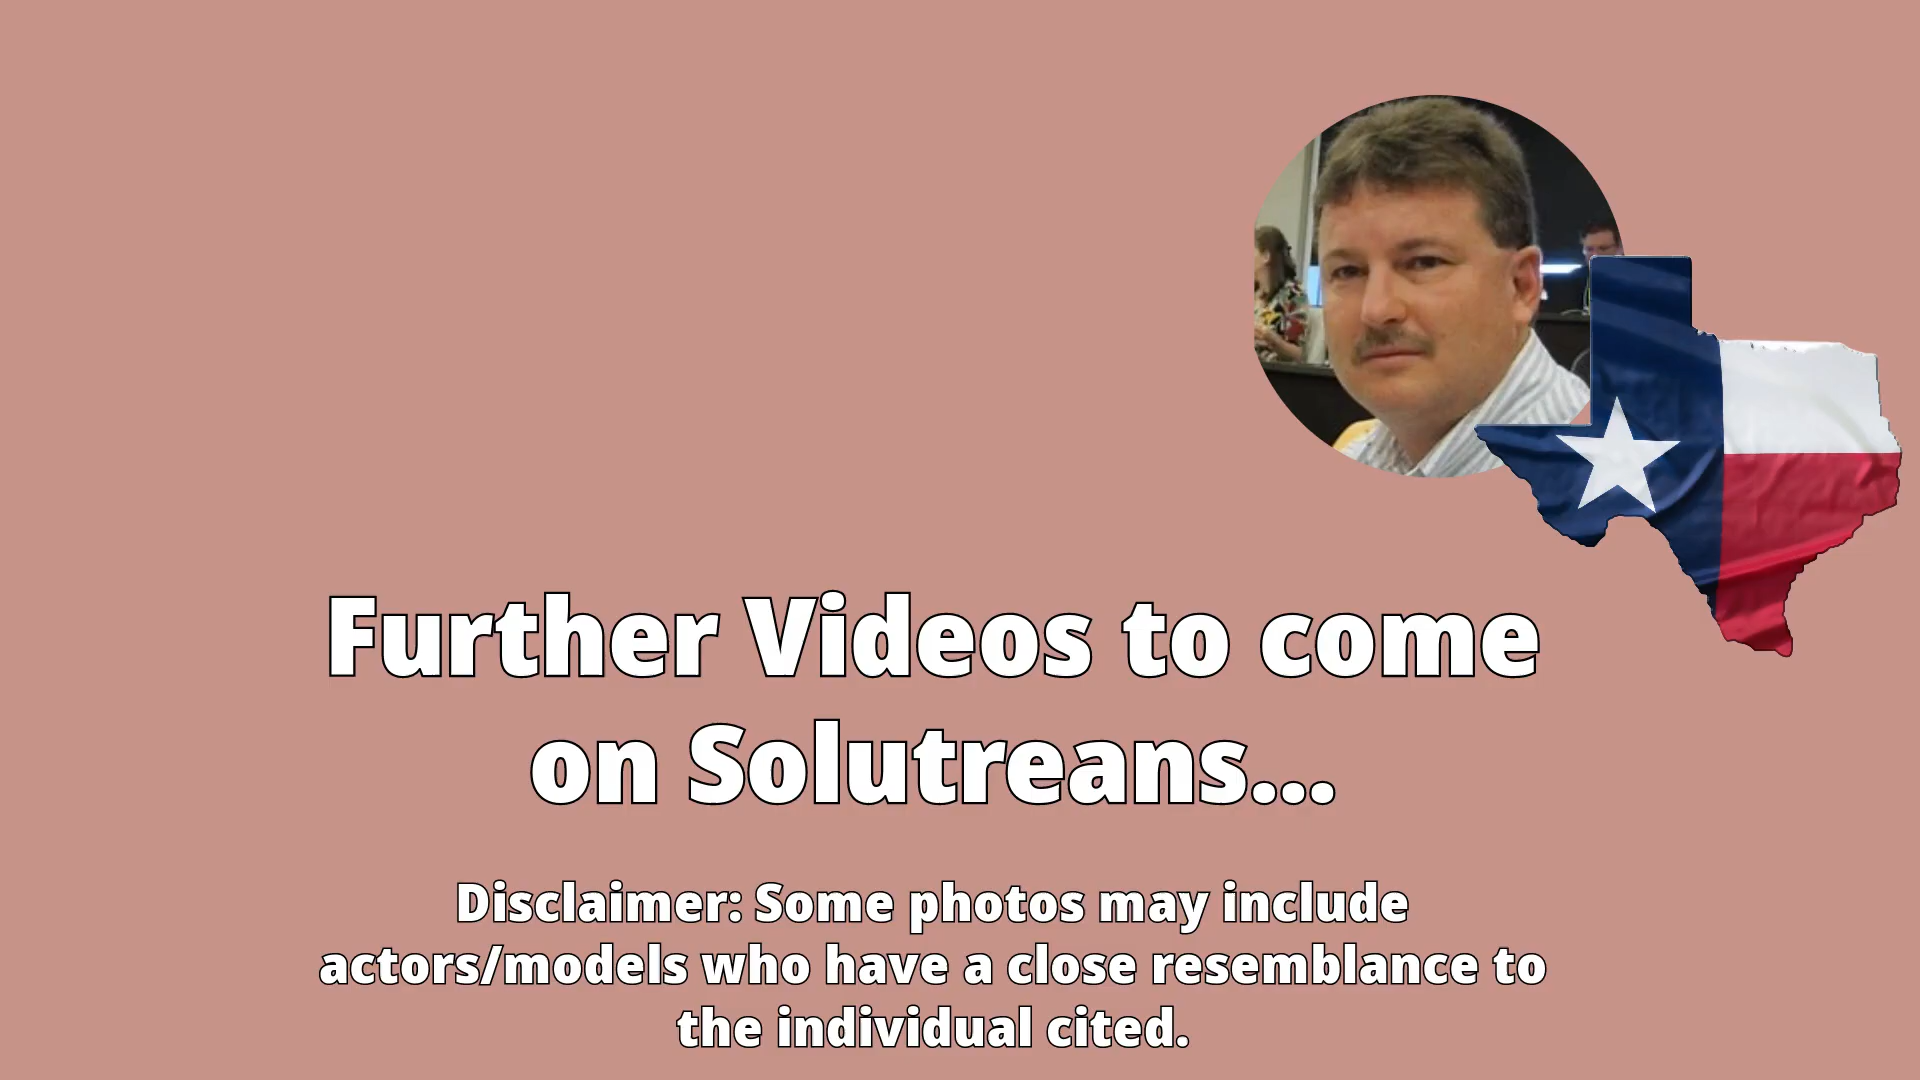 Further Videos to come
on Solutreans...
Disclaimer: Some photos may include
actors/models who have a close resemblance to
the individual cited.